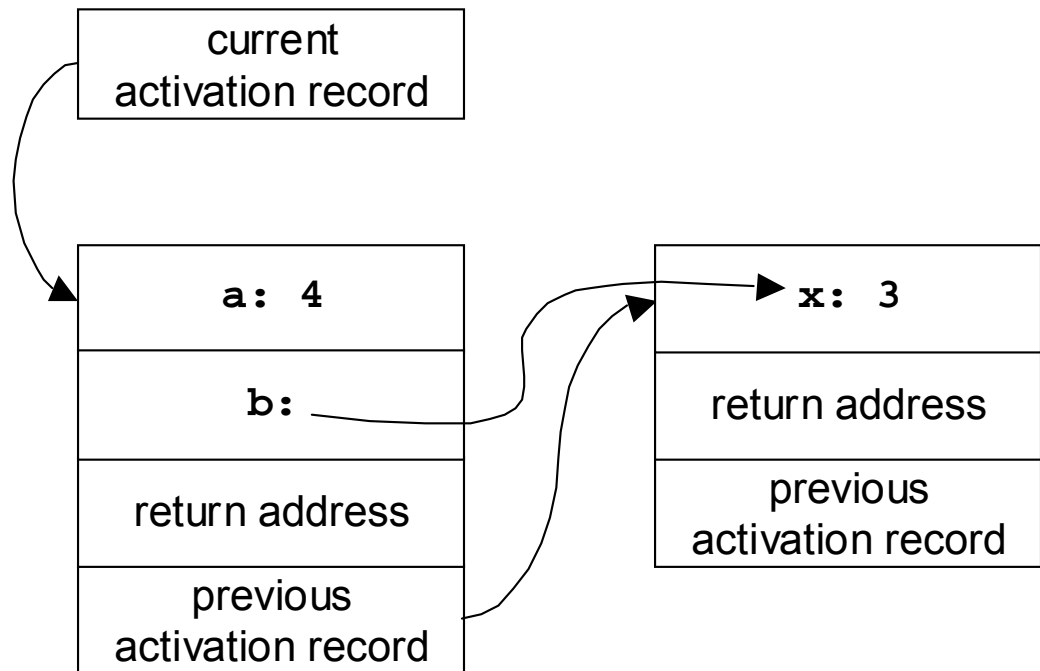 current
activation record
a: 4
b:
return address
previous
activation record
x: 3
return address
previous
activation record